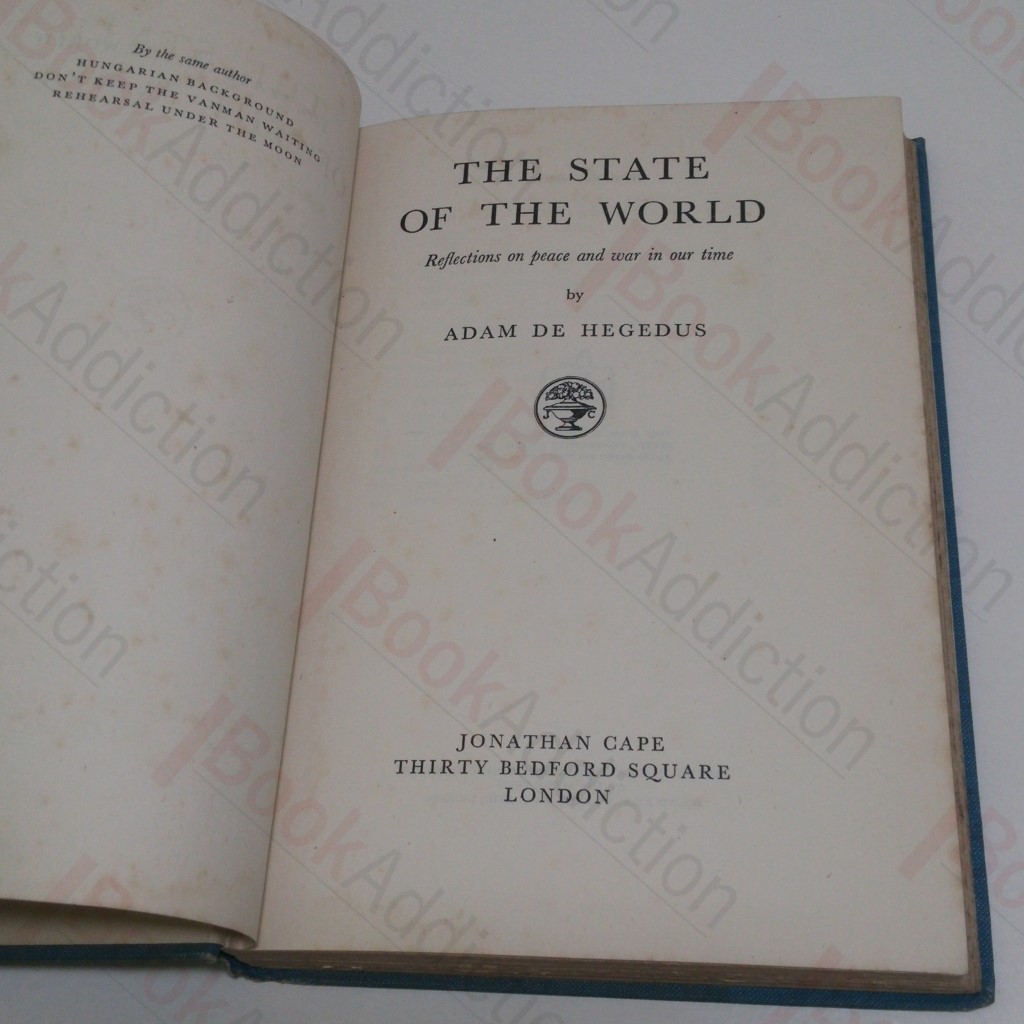 By the same author
HUNGARIAN BACKGROUND
DON'T KEEP THE VANMAN WAITING
REHEARSAL UNDER THE MOON
THE STATE
OF THE WORLD
Reflections on peace and war in our time
by
ADAM DE HEGEDUS
J C
JONATHAN CAPE
THIRTY BEDFORD SQUARE
LONDON
BookAddiction